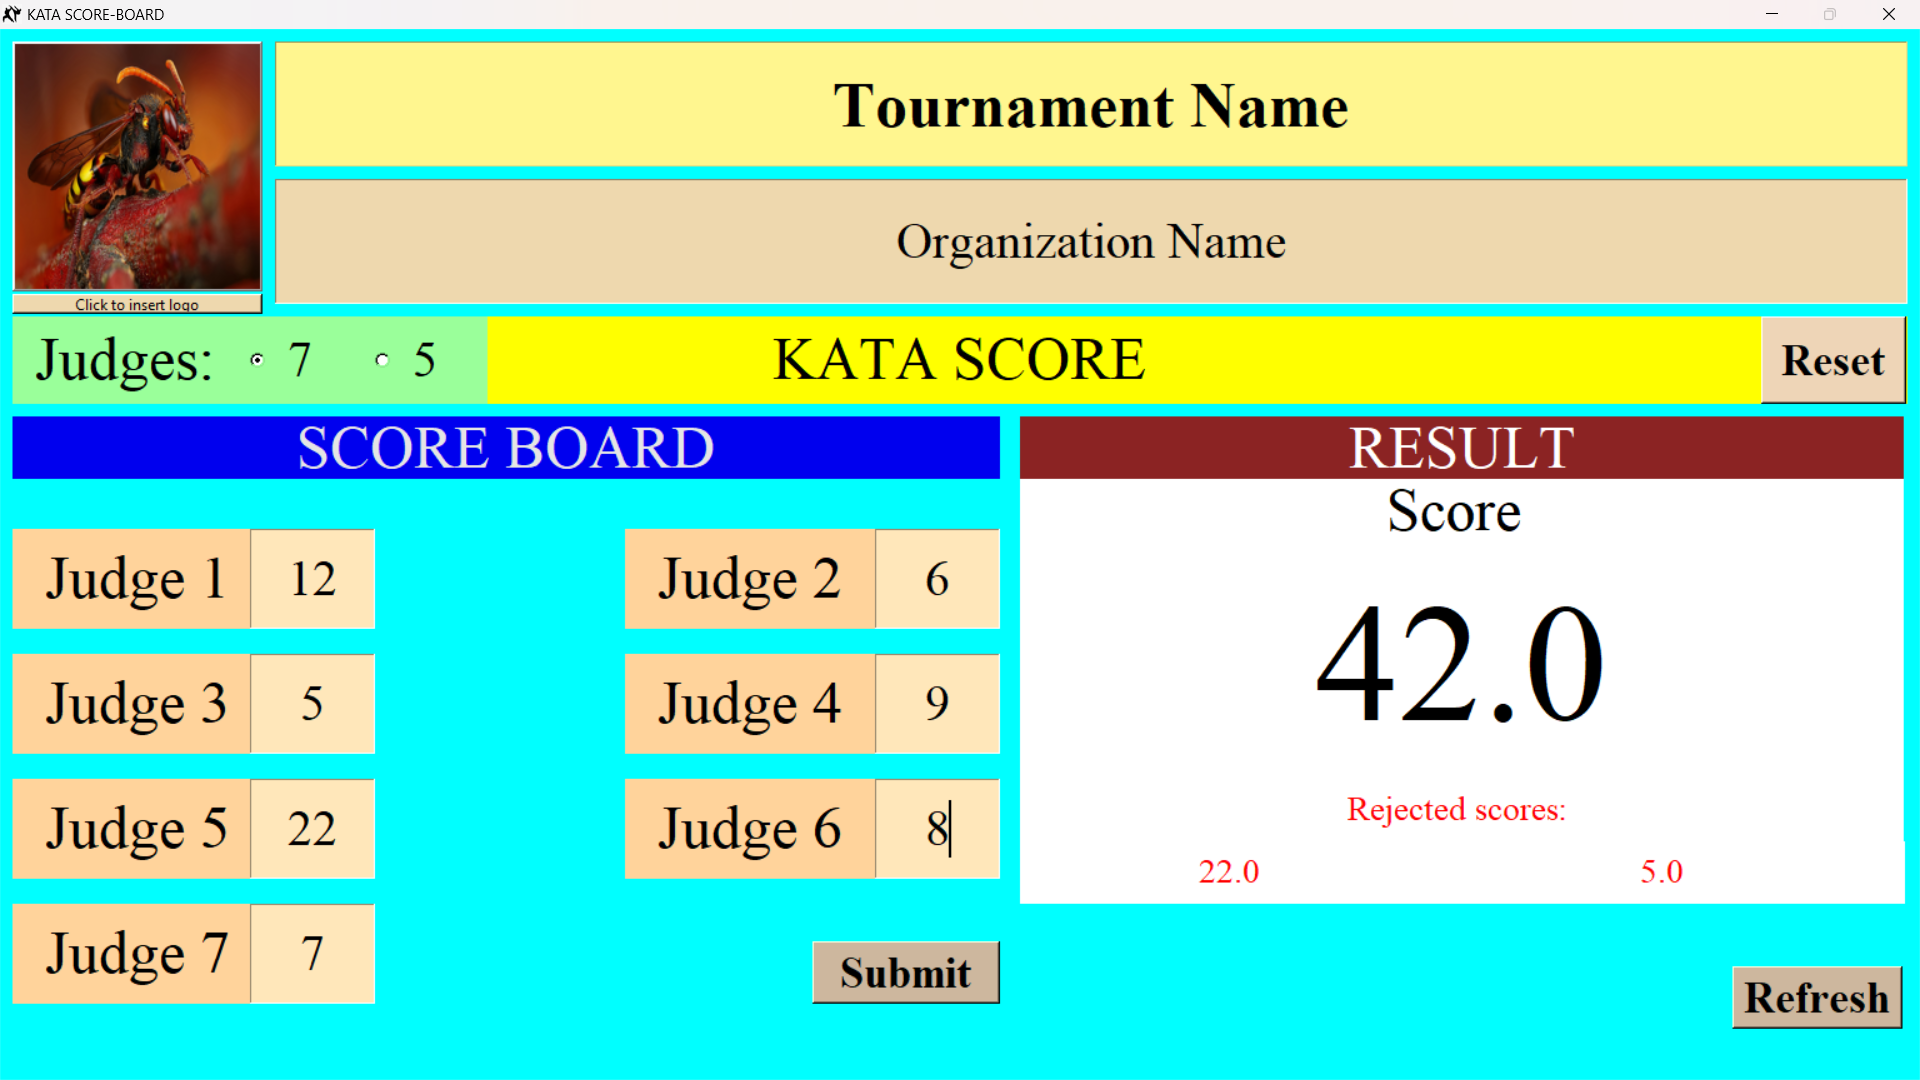 KATA SCORE-BOARD
Tournament Name
Organization Name
Click to insert logo
Judges: 7 5
KATA SCORE
Reset
SCORE BOARD
Judge 1 12
Judge 2 6
Judge 3 5
Judge 4 9
Judge 5 22
Judge 6 8
Judge 7 7
Submit
RESULT
Score
42.0
Rejected scores:
22.0 5.0
Refresh